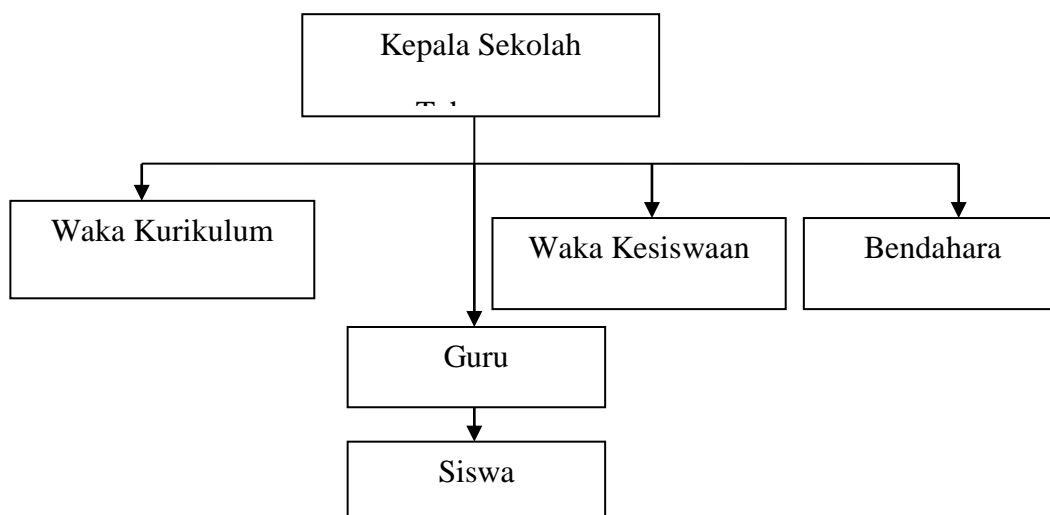 Kepala Sekolah
Waka Kurikulum
Waka Kesiswaan
Bendahara
Guru
Siswa